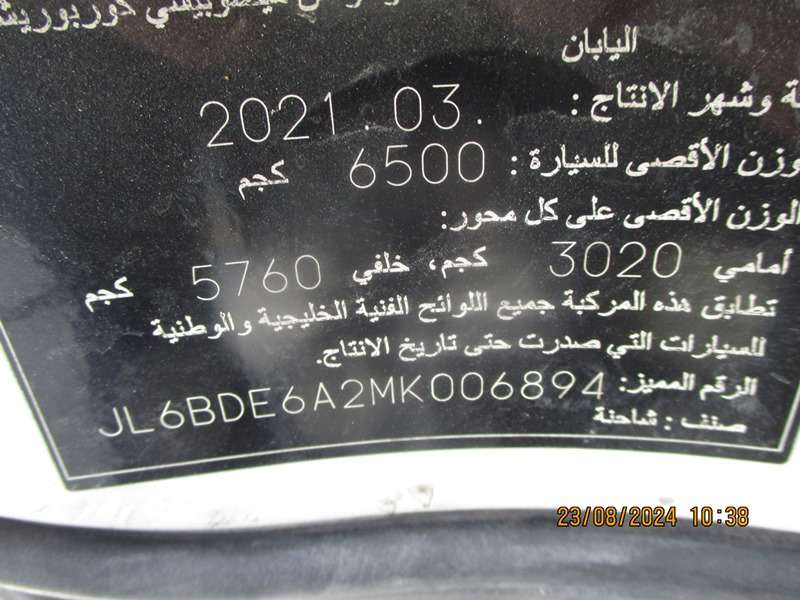 اليابان
وشهر الانتاج : 2021 . 03 .
الوزن الأقصى للسيارة : 6500 كجم
الوزن الأقصى على كل محور:
أمامي 3020 كجم، خلفي 5760 كجم
تطابق هذه المركبة جميع اللوائح الفنية الخليجية والوطنية
للسيارات التي صدرت حتى تاريخ الانتاج.
الرقم المميز: JL6BDE6A2MK006894
صنف : شاحنة
23/08/2024 10:38